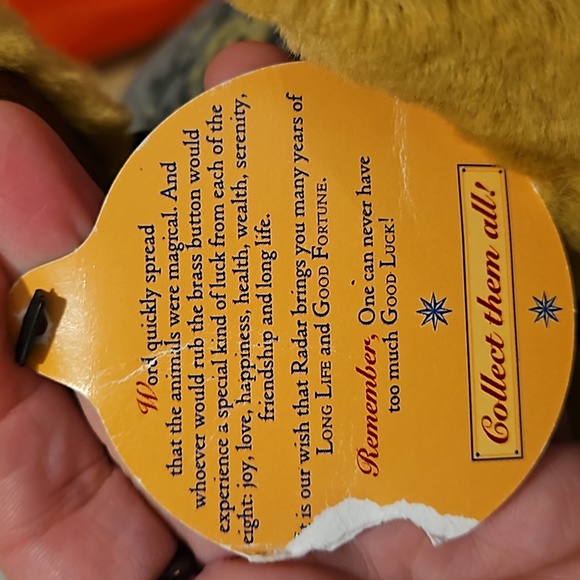 Word quickly spread
that the animals were magical. And
whoever would rub the brass button would
experience a special kind of luck from each of the
eight: joy, love, happiness, health, wealth, serenity,
friendship and long life.
t is our wish that Radar brings you many years of
Long Life and Good Fortune.
Remember, One can never have
too much Good Luck!
Collect them all!